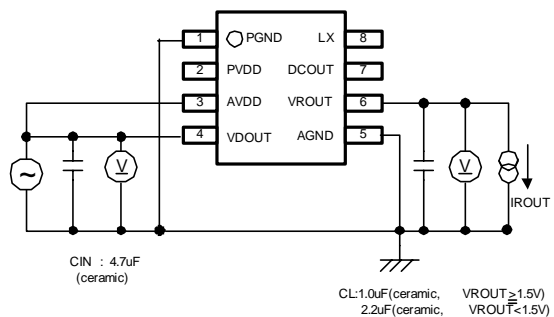 1 PGND LX 8
2 PVDD DCOUT 7
3 AVDD VROUT 6
4 VDOUT AGND 5
~ V V
IROUT
CIN : 4.7uF
(ceramic)
CL:1.0uF(ceramic, VROUT≧1.5V)
2.2uF(ceramic, VROUT<1.5V)